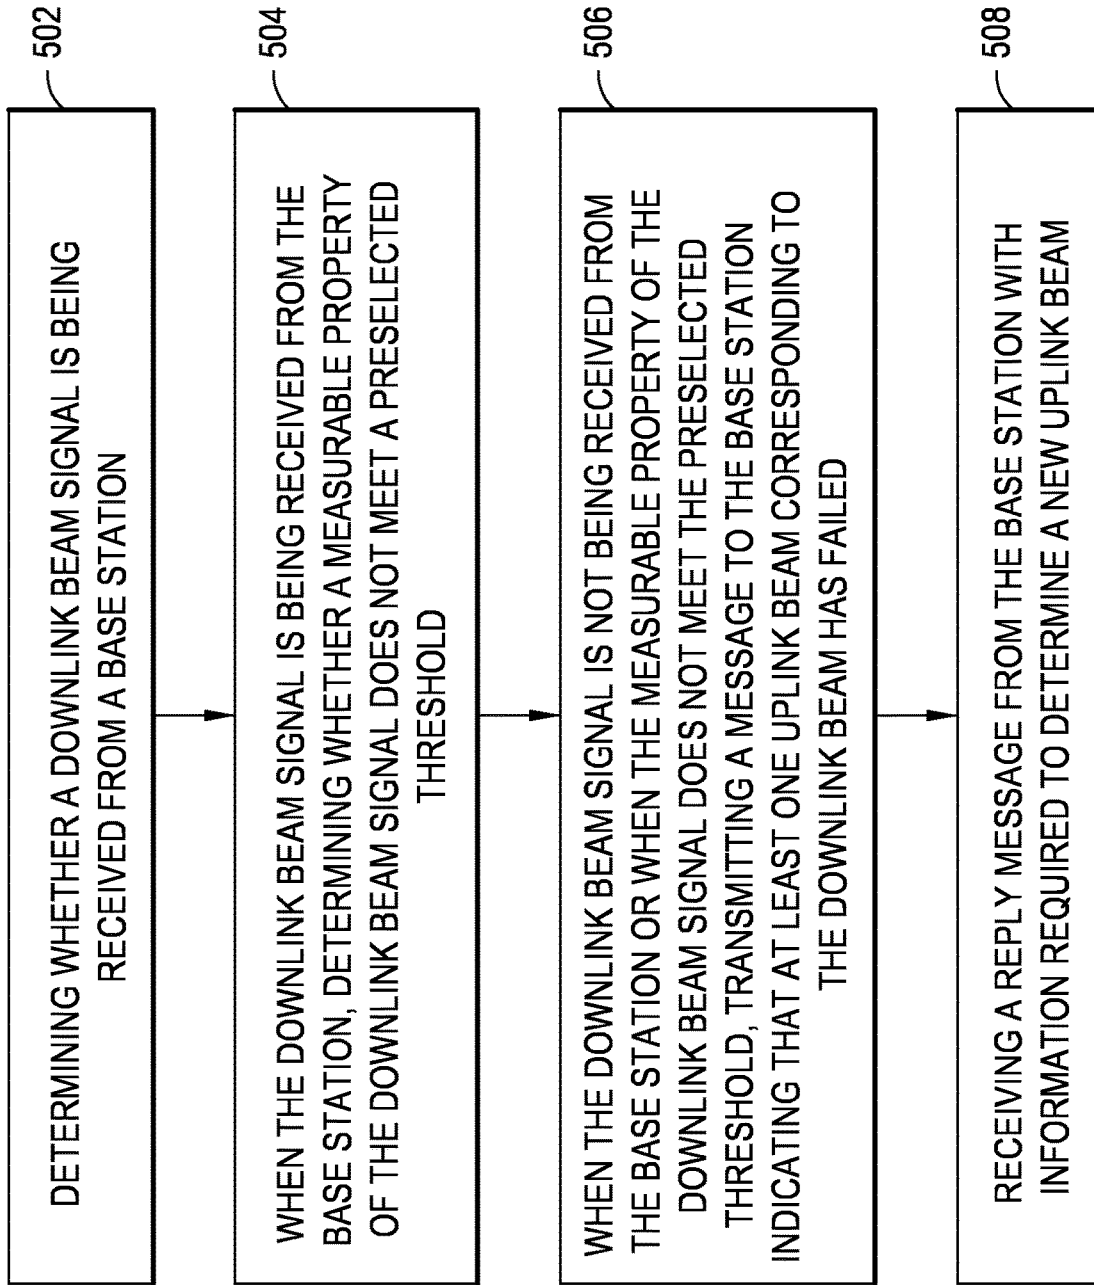 502
DETERMINING WHETHER A DOWNLINK BEAM SIGNAL IS BEING
RECEIVED FROM A BASE STATION
504
WHEN THE DOWNLINK BEAM SIGNAL IS BEING RECEIVED FROM THE
BASE STATION, DETERMINING WHETHER A MEASURABLE PROPERTY
OF THE DOWNLINK BEAM SIGNAL DOES NOT MEET A PRESELECTED
THRESHOLD
506
WHEN THE DOWNLINK BEAM SIGNAL IS NOT BEING RECEIVED FROM
THE BASE STATION OR WHEN THE MEASURABLE PROPERTY OF THE
DOWNLINK BEAM SIGNAL DOES NOT MEET THE PRESELECTED
THRESHOLD, TRANSMITTING A MESSAGE TO THE BASE STATION
INDICATING THAT AT LEAST ONE UPLINK BEAM CORRESPONDING TO
THE DOWNLINK BEAM HAS FAILED
508
RECEIVING A REPLY MESSAGE FROM THE BASE STATION WITH
INFORMATION REQUIRED TO DETERMINE A NEW UPLINK BEAM